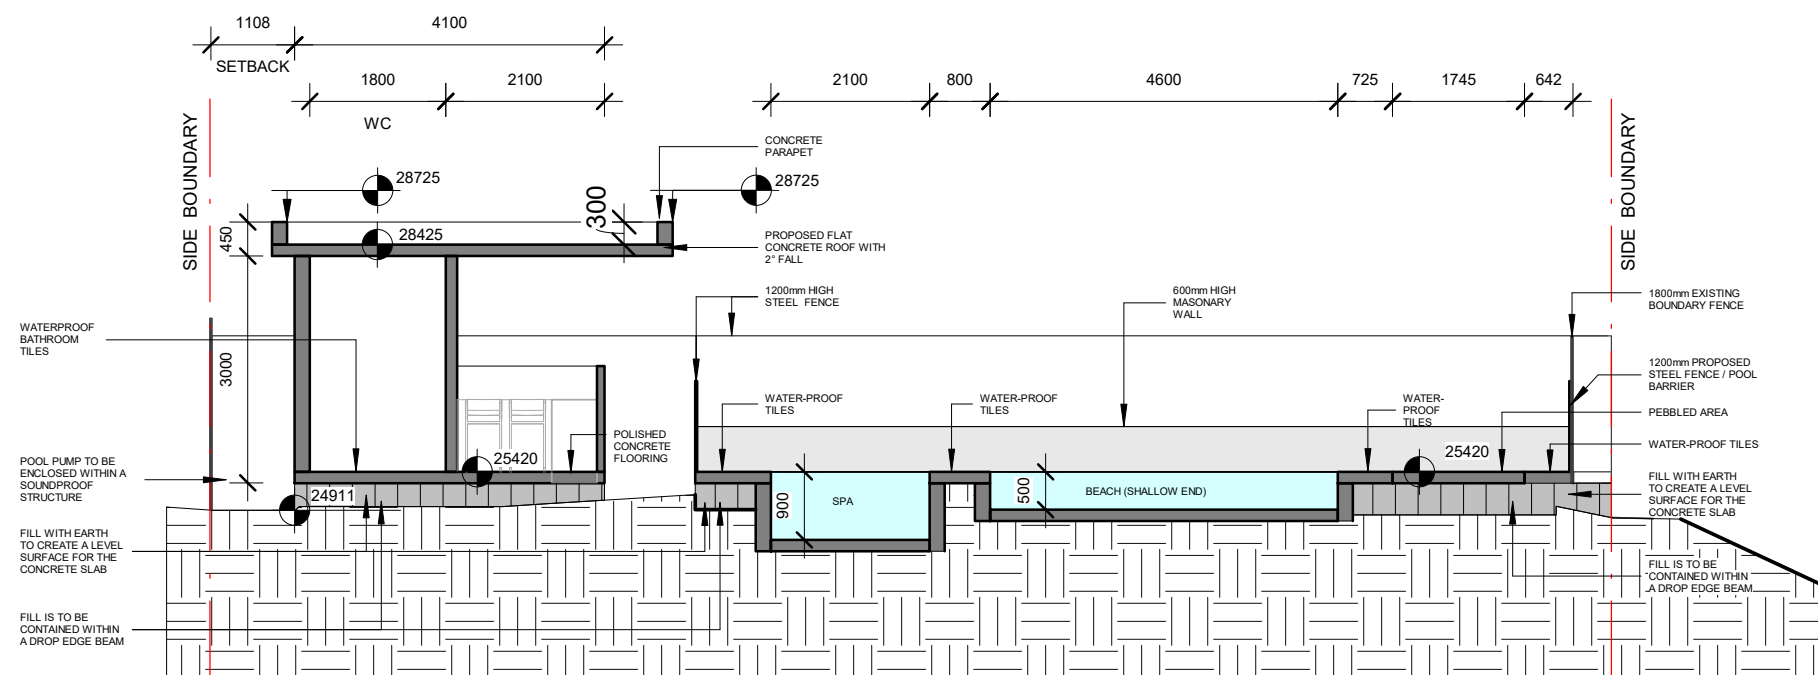 1108
4100
SETBACK
1800
2100
2100
800
4600
725
1745
642
WC
SIDE BOUNDARY
SIDE BOUNDARY
CONCRETE
PARAPET
28725
28725
300
450
28425
PROPOSED FLAT
CONCRETE ROOF WITH
2° FALL
1200mm HIGH
STEEL FENCE
600mm HIGH
MASONARY
WALL
1800mm EXISTING
BOUNDARY FENCE
WATERPROOF
BATHROOM
TILES
3000
1200mm PROPOSED
STEEL FENCE / POOL
BARRIER
WATER-PROOF
TILES
WATER-PROOF
TILES
WATER-
PROOF
TILES
PEBBLED AREA
POLISHED
CONCRETE
FLOORING
WATER-PROOF TILES
25420
25420
POOL PUMP TO BE
ENCLOSED WITHIN A
SOUNDPROOF
STRUCTURE
24911
900
SPA
500
BEACH (SHALLOW END)
FILL WITH EARTH
TO CREATE A LEVEL
SURFACE FOR THE
CONCRETE SLAB
FILL WITH EARTH
TO CREATE A LEVEL
SURFACE FOR THE
CONCRETE SLAB
FILL IS TO BE
CONTAINED WITHIN
A DROP EDGE BEAM
FILL IS TO BE
CONTAINED WITHIN
A DROP EDGE BEAM